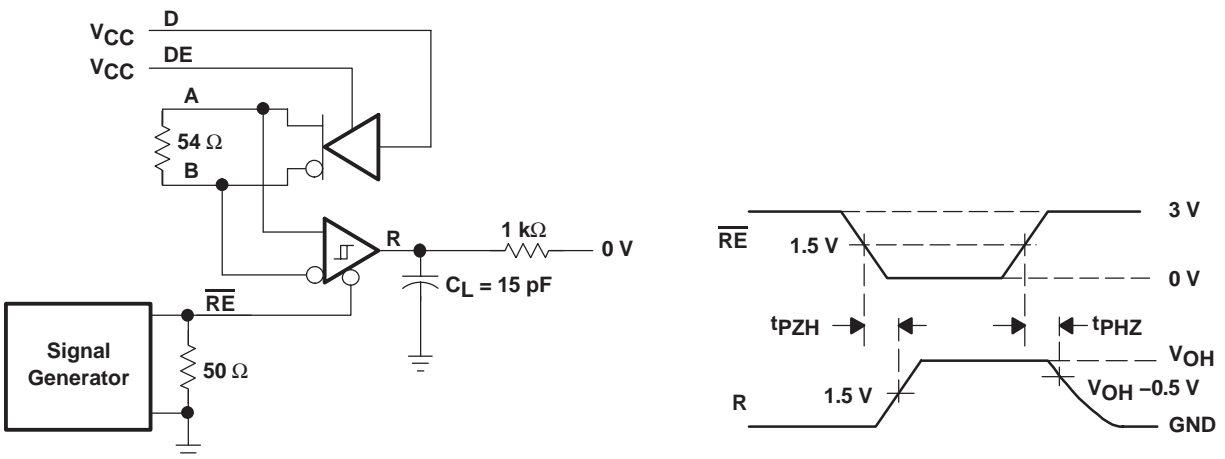 VCC D
VCC DE
A
54 Ω
B
R
1 kΩ
0 V
CL = 15 pF
RE
Signal
Generator
50 Ω
RE
3 V
1.5 V
0 V
tPZH
tPHZ
VOH
VOH –0.5 V
1.5 V
R
GND